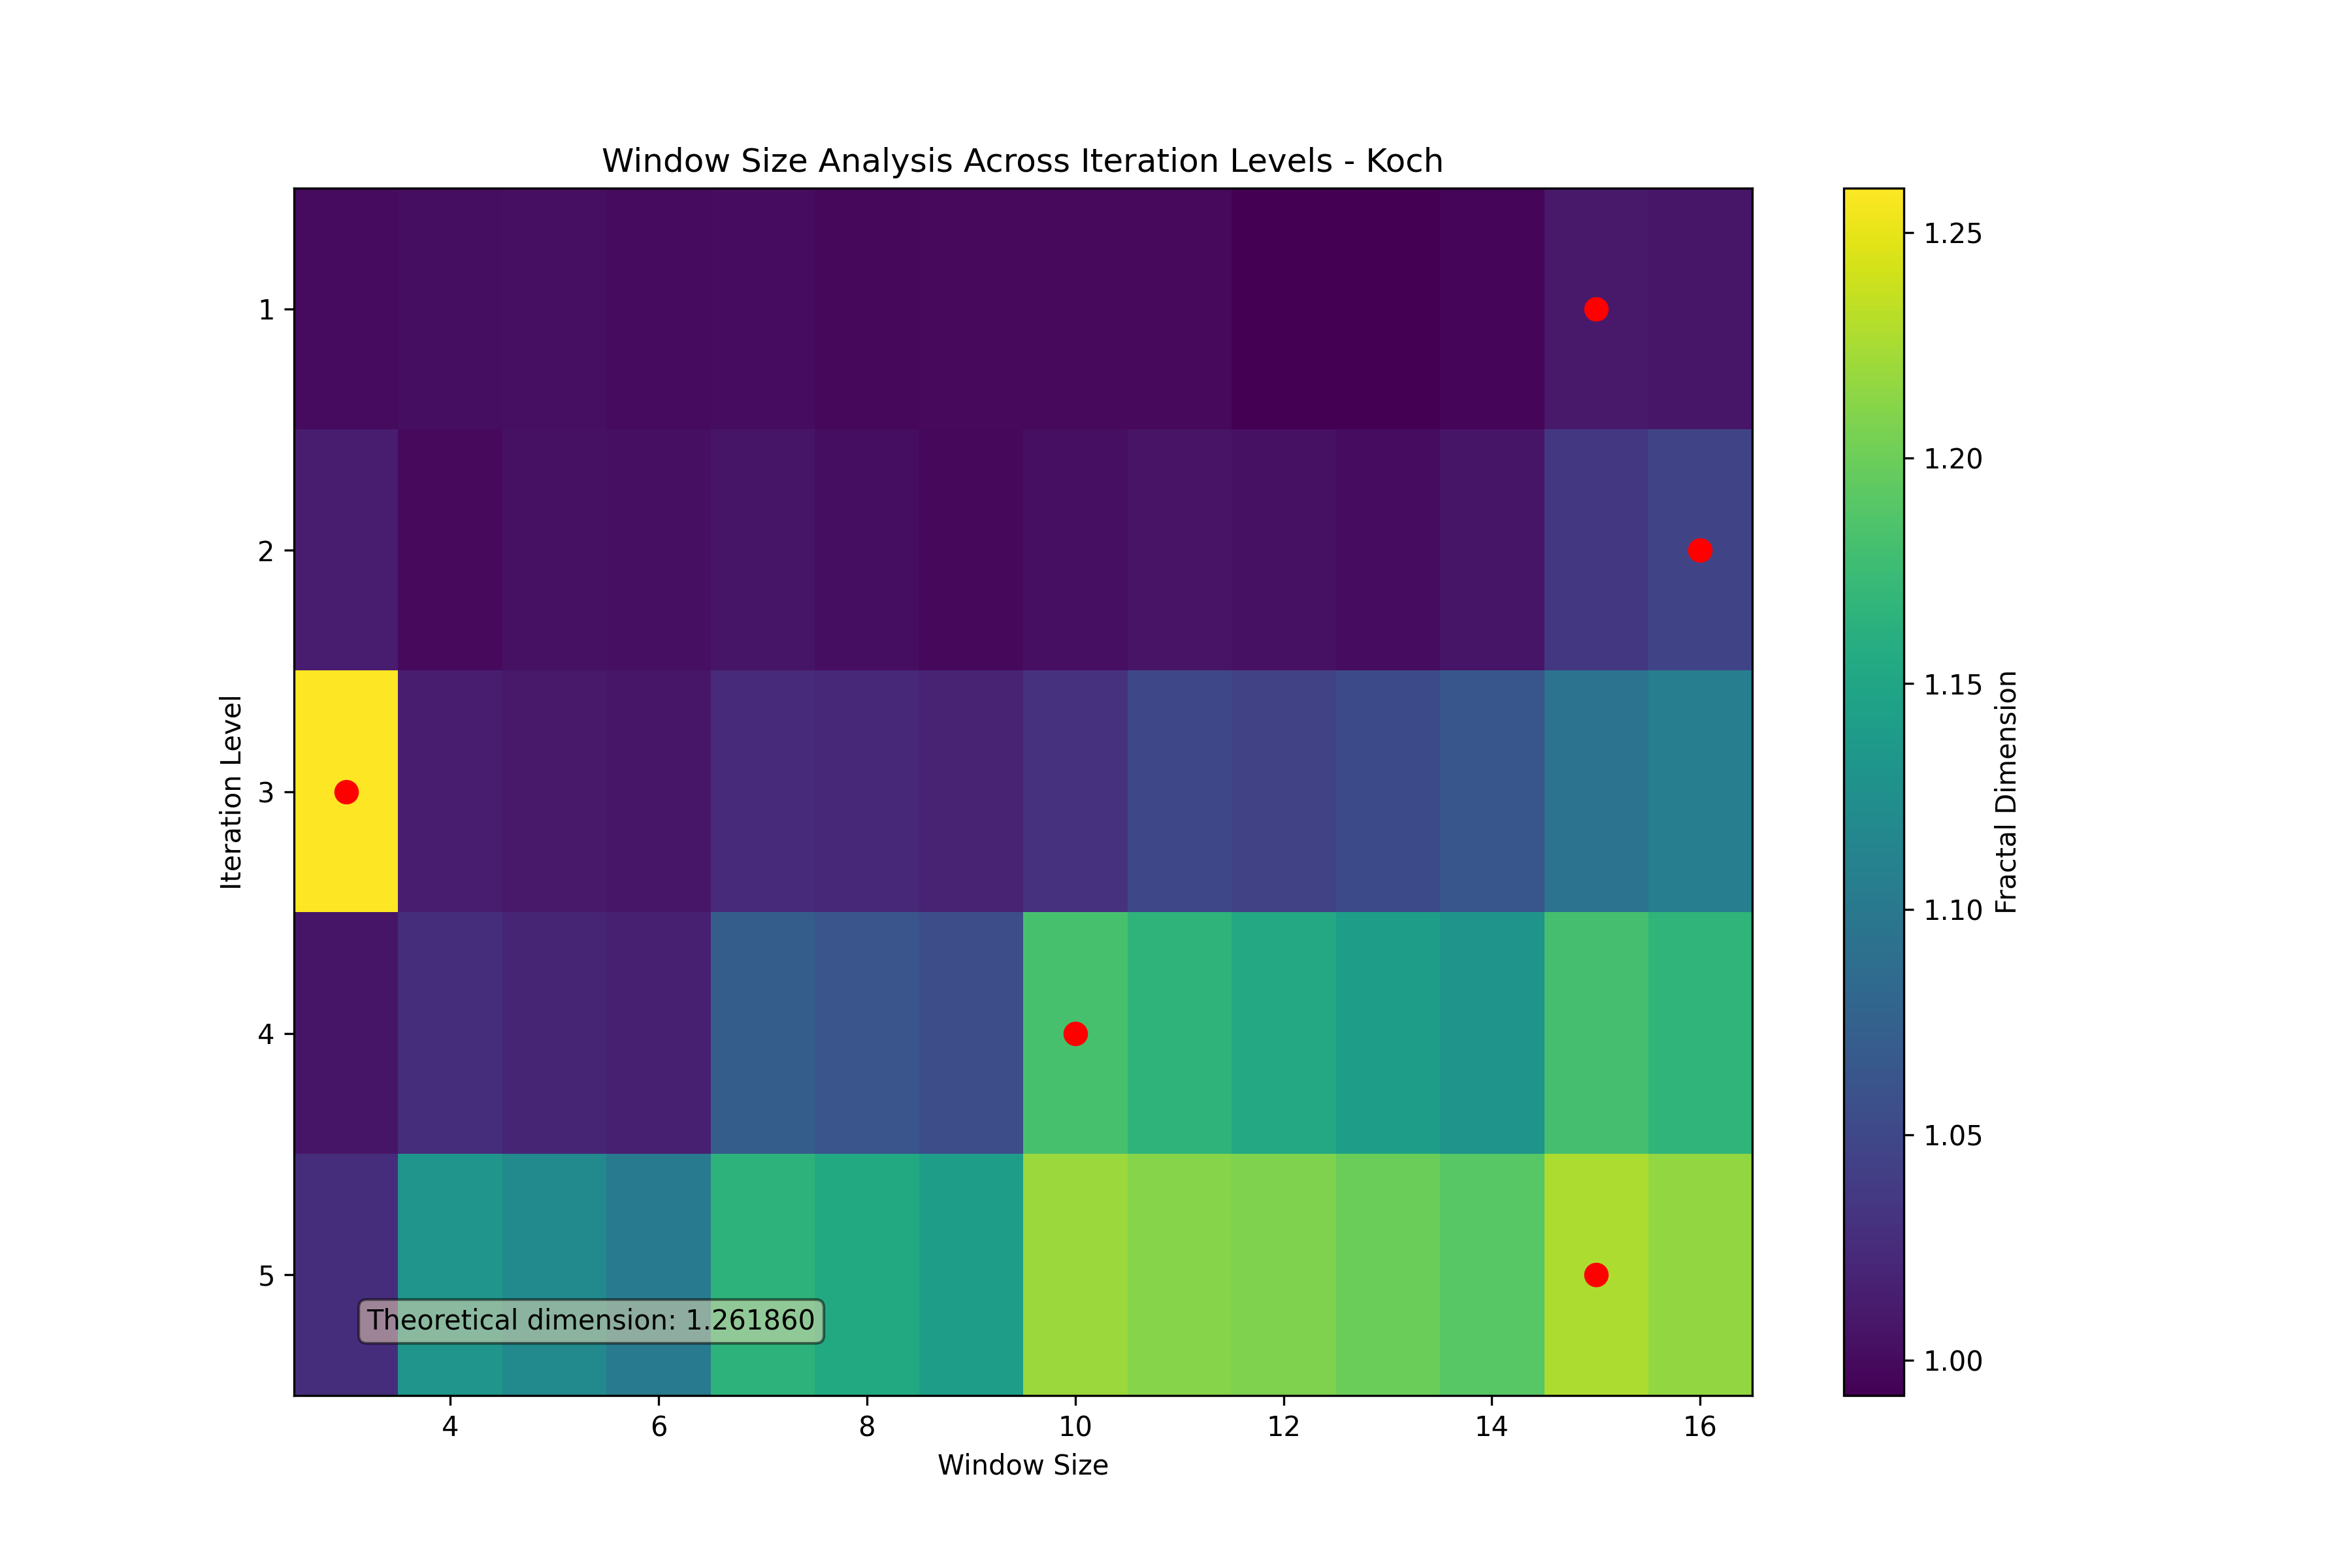 Window Size Analysis Across Iteration Levels - Koch
Iteration Level
1
2
3
4
5
Theoretical dimension: 1.261860
4 6 8 10 12 14 16
Window Size
1.25
1.20
1.15
1.10
1.05
1.00
Fractal Dimension